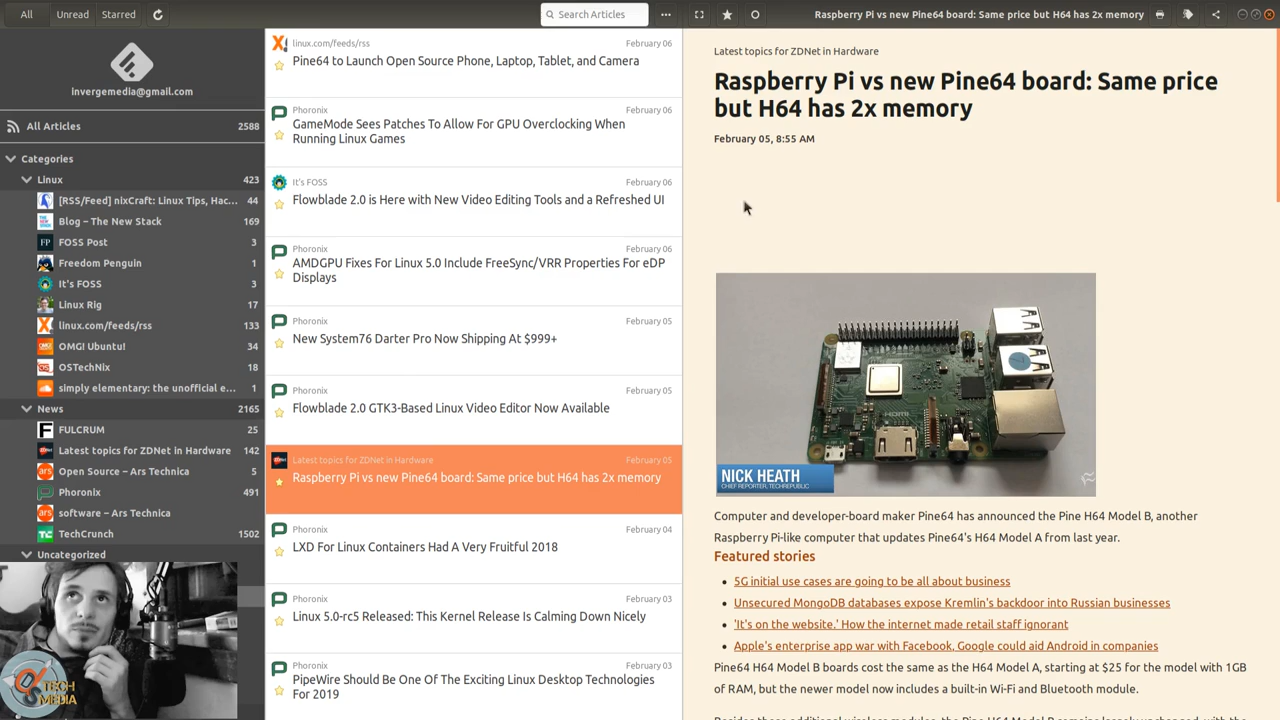 All
Unread
Starred
Search Articles
Raspberry Pi vs new Pine64 board: Same price but H64 has 2x memory
invergemedia@gmail.com
All Articles 2588
Categories
Linux 423
[RSS/Feed] nixCraft: Linux Tips, Hac... 44
Blog – The New Stack 169
FOSS Post 3
Freedom Penguin 1
It's FOSS 3
Linux Rig 17
linux.com/feeds/rss 133
OMG! Ubuntu! 34
OSTechNix 18
simply elementary: the unofficial e... 1
News 2165
FULCRUM 25
Latest topics for ZDNet in Hardware 142
Open Source – Ars Technica 5
Phoronix 491
software – Ars Technica 2
TechCrunch 1502
Uncategorized
TECH
MEDIA
linux.com/feeds/rss February 06
Pine64 to Launch Open Source Phone, Laptop, Tablet, and Camera
Phoronix February 06
GameMode Sees Patches To Allow For GPU Overclocking When
Running Linux Games
It's FOSS February 06
Flowblade 2.0 is Here with New Video Editing Tools and a Refreshed UI
Phoronix February 06
AMDGPU Fixes For Linux 5.0 Include FreeSync/VRR Properties For eDP
Displays
Phoronix February 05
New System76 Darter Pro Now Shipping At $999+
Phoronix February 05
Flowblade 2.0 GTK3-Based Linux Video Editor Now Available
Latest topics for ZDNet in Hardware February 05
Raspberry Pi vs new Pine64 board: Same price but H64 has 2x memory
Phoronix February 04
LXD For Linux Containers Had A Very Fruitful 2018
Phoronix February 03
Linux 5.0-rc5 Released: This Kernel Release Is Calming Down Nicely
Phoronix February 03
PipeWire Should Be One Of The Exciting Linux Desktop Technologies
For 2019
Latest topics for ZDNet in Hardware
Raspberry Pi vs new Pine64 board: Same price
but H64 has 2x memory
February 05, 8:55 AM
HDMI
NICK HEATH
CHIEF REPORTER, TECHREPUBLIC
Computer and developer-board maker Pine64 has announced the Pine H64 Model B, another
Raspberry Pi-like computer that updates Pine64's H64 Model A from last year.
Featured stories
5G initial use cases are going to be all about business
Unsecured MongoDB databases expose Kremlin's backdoor into Russian businesses
'It's on the website.' How the internet made retail staff ignorant
Apple's enterprise app war with Facebook, Google could aid Android in companies
Pine64 H64 Model B boards cost the same as the H64 Model A, starting at $25 for the model with 1GB
of RAM, but the newer model now includes a built-in Wi-Fi and Bluetooth module.